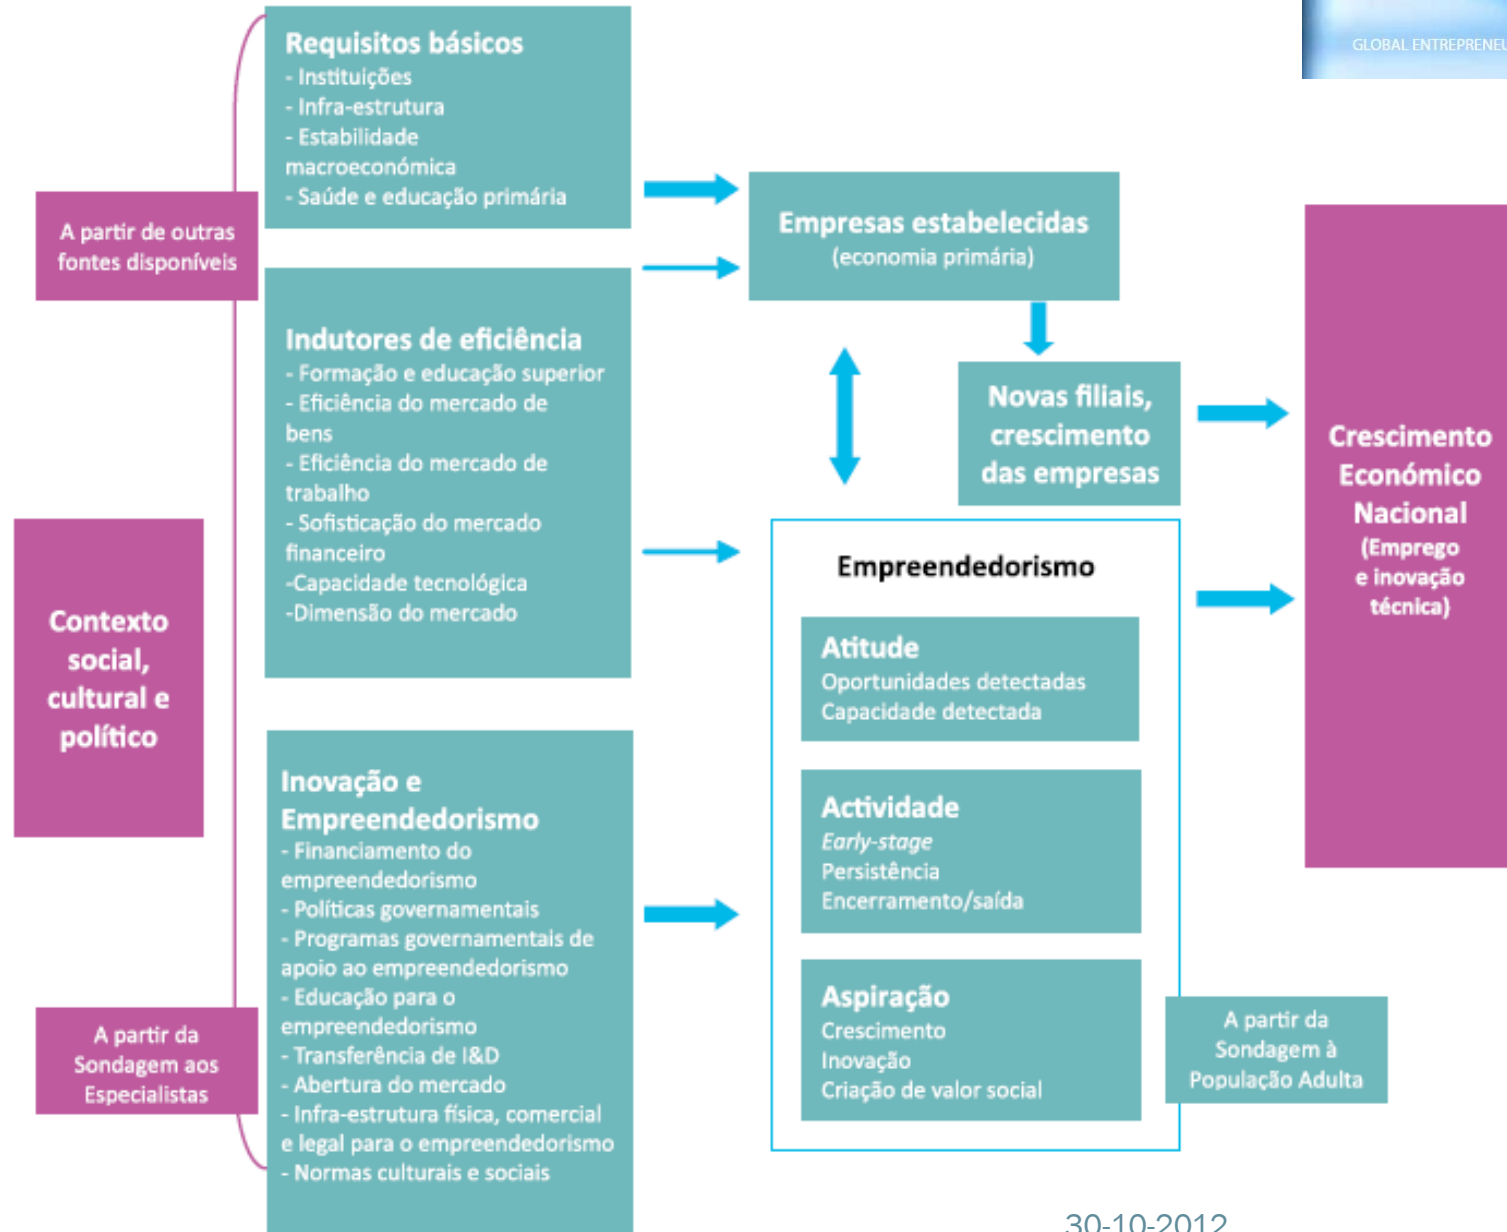 GLOBAL ENTREPRENEU
Requisitos básicos
- Instituições
- Infra-estrutura
- Estabilidade
macroeconómica
- Saúde e educação primária
A partir de outras
fontes disponíveis
Indutores de eficiência
- Formação e educação superior
- Eficiência do mercado de
bens
- Eficiência do mercado de
trabalho
- Sofisticação do mercado
financeiro
-Capacidade tecnológica
-Dimensão do mercado
Contexto
social,
cultural e
político
Inovação e
Empreendedorismo
- Financiamento do
empreendedorismo
- Políticas governamentais
- Programas governamentais de
apoio ao empreendedorismo
- Educação para o
empreendedorismo
- Transferência de I&D
- Abertura do mercado
- Infra-estrutura física, comercial
e legal para o empreendedorismo
- Normas culturais e sociais
A partir da
Sondagem aos
Especialistas
Empresas estabelecidas
(economia primária)
Novas filiais,
crescimento
das empresas
Empreendedorismo
Atitude
Oportunidades detectadas
Capacidade detectada
Actividade
Early-stage
Persistência
Encerramento/saída
Aspiração
Crescimento
Inovação
Criação de valor social
A partir da
Sondagem à
População Adulta
Crescimento
Económico
Nacional
(Emprego
e inovação
técnica)
30-10-2012